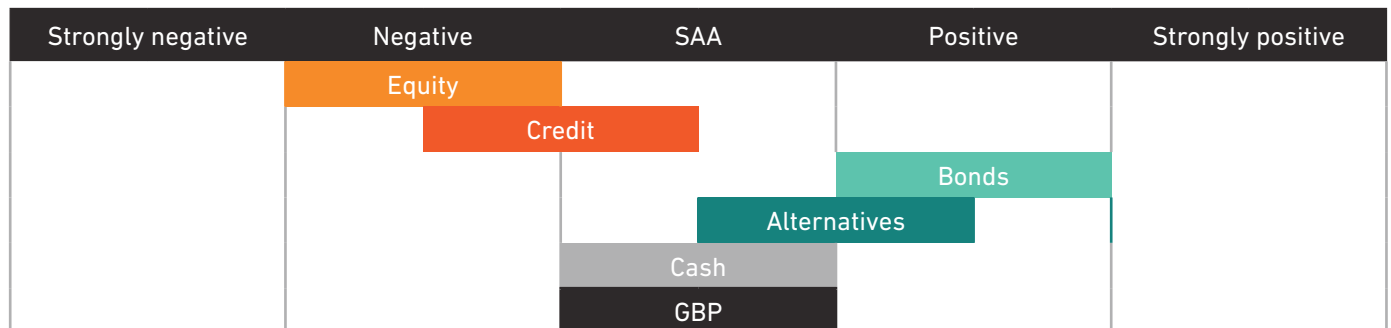 Strongly negative Negative SAA Positive Strongly positive
Equity
Credit
Bonds
Alternatives
Cash
GBP